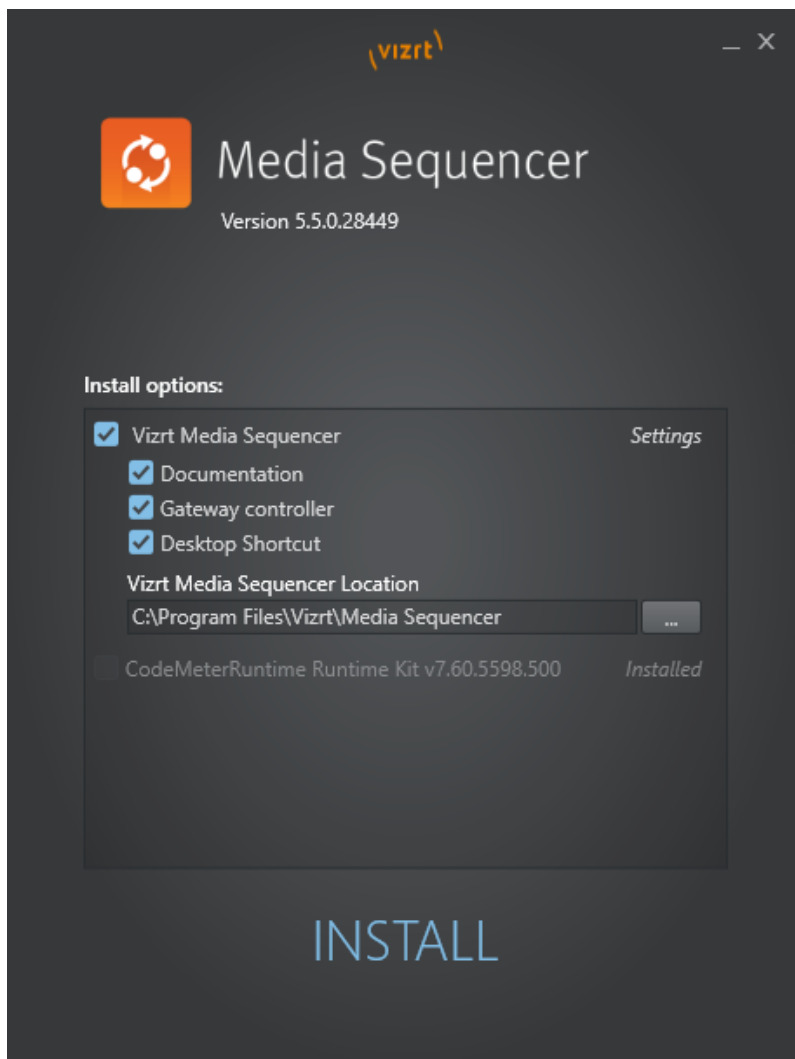 vizrt
Media Sequencer
Version 5.5.0.28449
Install options:
Vizrt Media Sequencer Settings
Documentation
Gateway controller
Desktop Shortcut
Vizrt Media Sequencer Location
C:\Program Files\Vizrt\Media Sequencer ...
CodeMeterRuntime Runtime Kit v7.60.5598.500 Installed
INSTALL